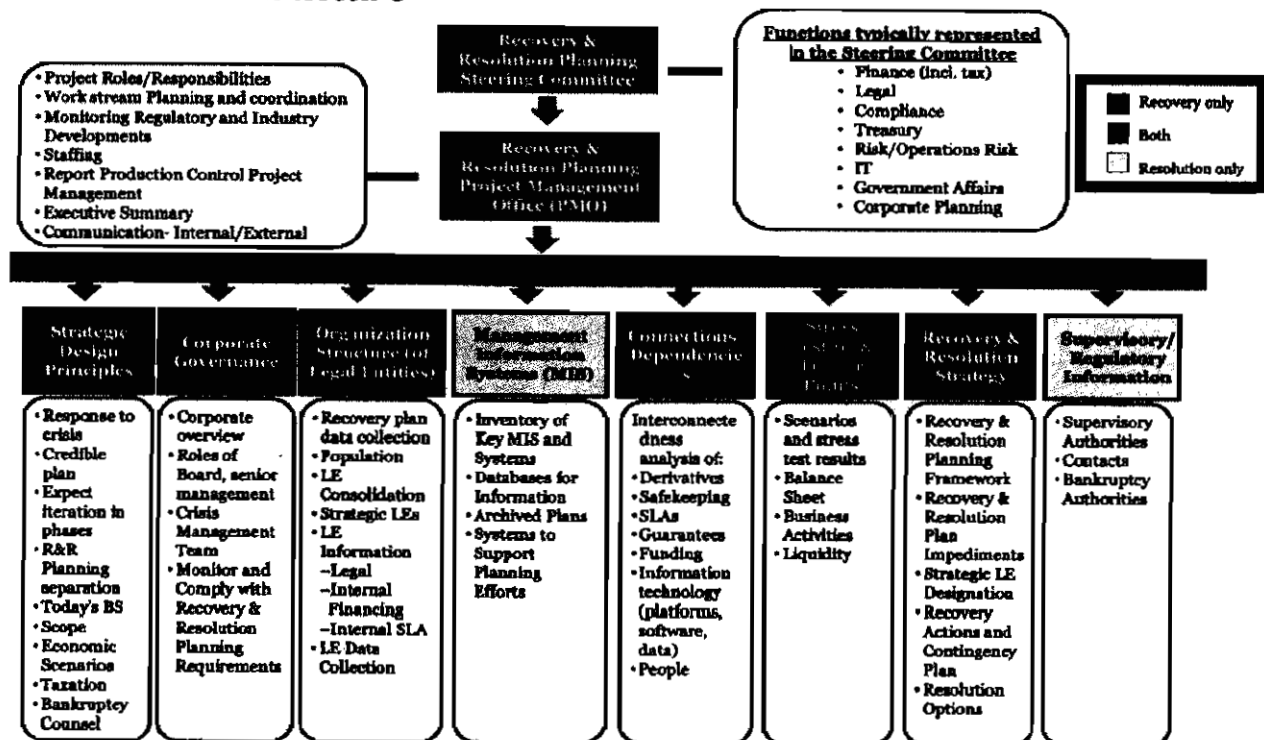 Recovery &
Resolution Planning
Steering Committee
Functions typically represented
in the Steering Committee
• Finance (incl. tax)
• Legal
• Compliance
• Treasury
• Risk/Operations Risk
• IT
• Government Affairs
• Corporate Planning
Recovery only
Both
Resolution only
• Project Roles/Responsibilities
• Work stream Planning and coordination
• Monitoring Regulatory and Industry
Developments
• Staffing
• Report Production Control Project
Management
• Executive Summary
• Communication- Internal/External
Recovery &
Resolution Planning
Project Management
Office (PMO)
Strategic
Design
Principles
• Response to
crisis
• Credible
plan
• Expect
iteration in
phases
• R&R
Planning
separation
• Today's BS
• Scope
• Economic
Scenarios
• Taxation
• Bankruptcy
Counsel
Corporate
Governance
• Corporate
overview
• Roles of
Board, senior
management
• Crisis
Management
Team
• Monitor and
Comply with
Recovery &
Resolution
Planning
Requirements
Organization
Structure (of
Legal Entities)
• Recovery plan
data collection
• Population
• LE
Consolidation
• Strategic LEs
• LE
Information
–Legal
–Internal
Financing
–Internal SLA
• LE Data
Collection
Management
Information
Systems (MIS)
• Inventory of
Key MIS and
Systems
• Databases for
Information
• Archived Plans
• Systems to
Support
Planning
Efforts
Connections
Dependencie
s
Interconnecte
dness
analysis of:
• Derivatives
• Safekeeping
• SLAs
• Guarantees
• Funding
• Information
technology
(platforms,
software,
data)
• People
Stress
• Scenarios
and stress
test results
• Balance
Sheet
• Business
Activities
• Liquidity
Recovery &
Resolution
Strategy
• Recovery &
Resolution
Planning
Framework
• Recovery &
Resolution
Plan
Impediments
• Strategic LE
Designation
• Recovery
Actions and
Contingency
Plan
• Resolution
Options
Supervisory/
Regulatory
Information
• Supervisory
Authorities
• Contacts
• Bankruptcy
Authorities